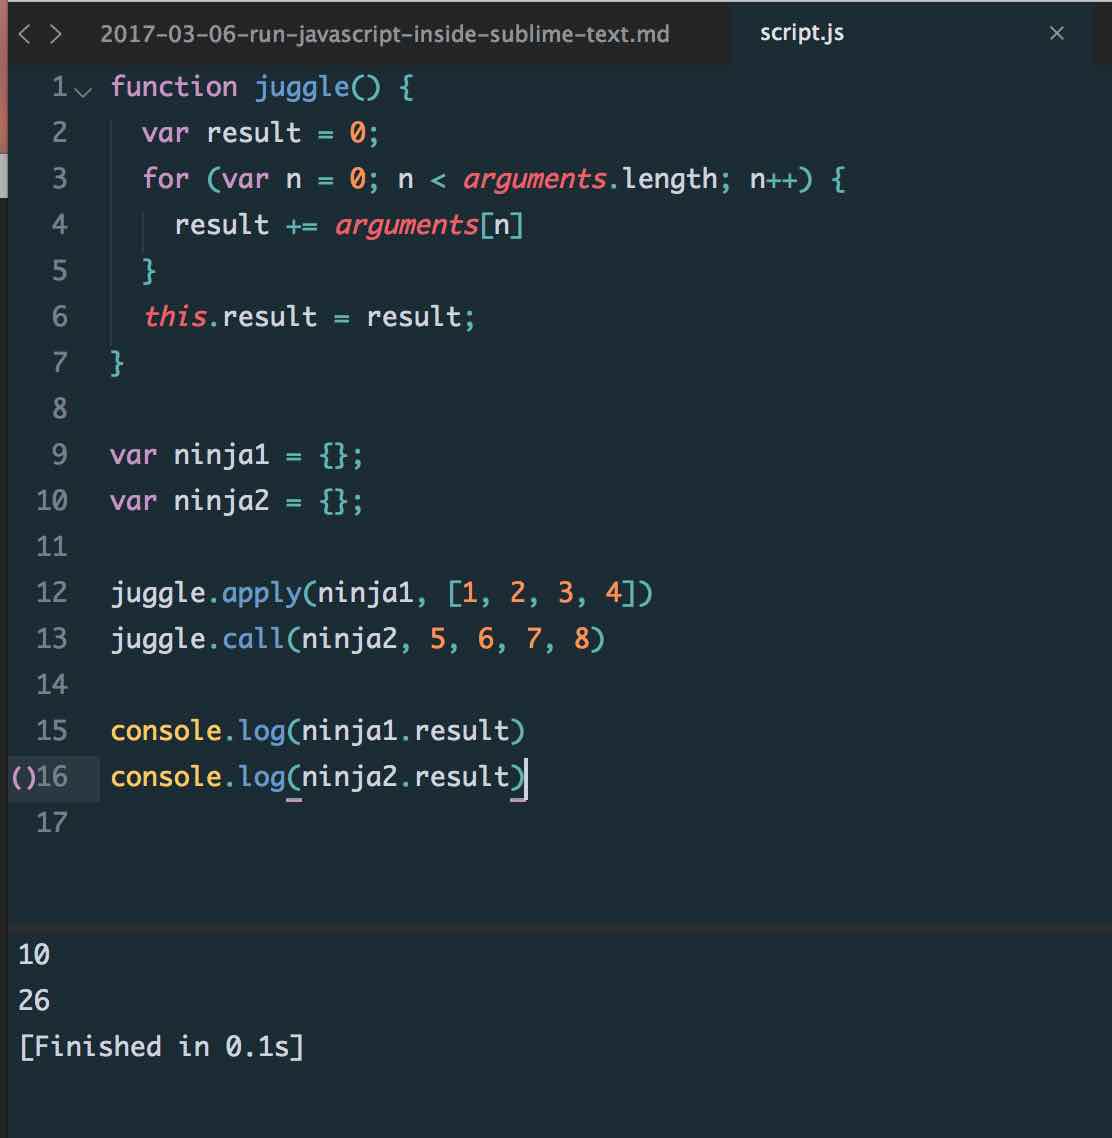 2017-03-06-run-javascript-inside-sublime-text.md script.js ×
1 function juggle() {
2 var result = 0;
3 for (var n = 0; n < arguments.length; n++) {
4 result += arguments[n]
5 }
6 this.result = result;
7 }
8
9 var ninja1 = {};
10 var ninja2 = {};
11
12 juggle.apply(ninja1, [1, 2, 3, 4])
13 juggle.call(ninja2, 5, 6, 7, 8)
14
15 console.log(ninja1.result)
()16 console.log(ninja2.result)
17
10
26
[Finished in 0.1s]